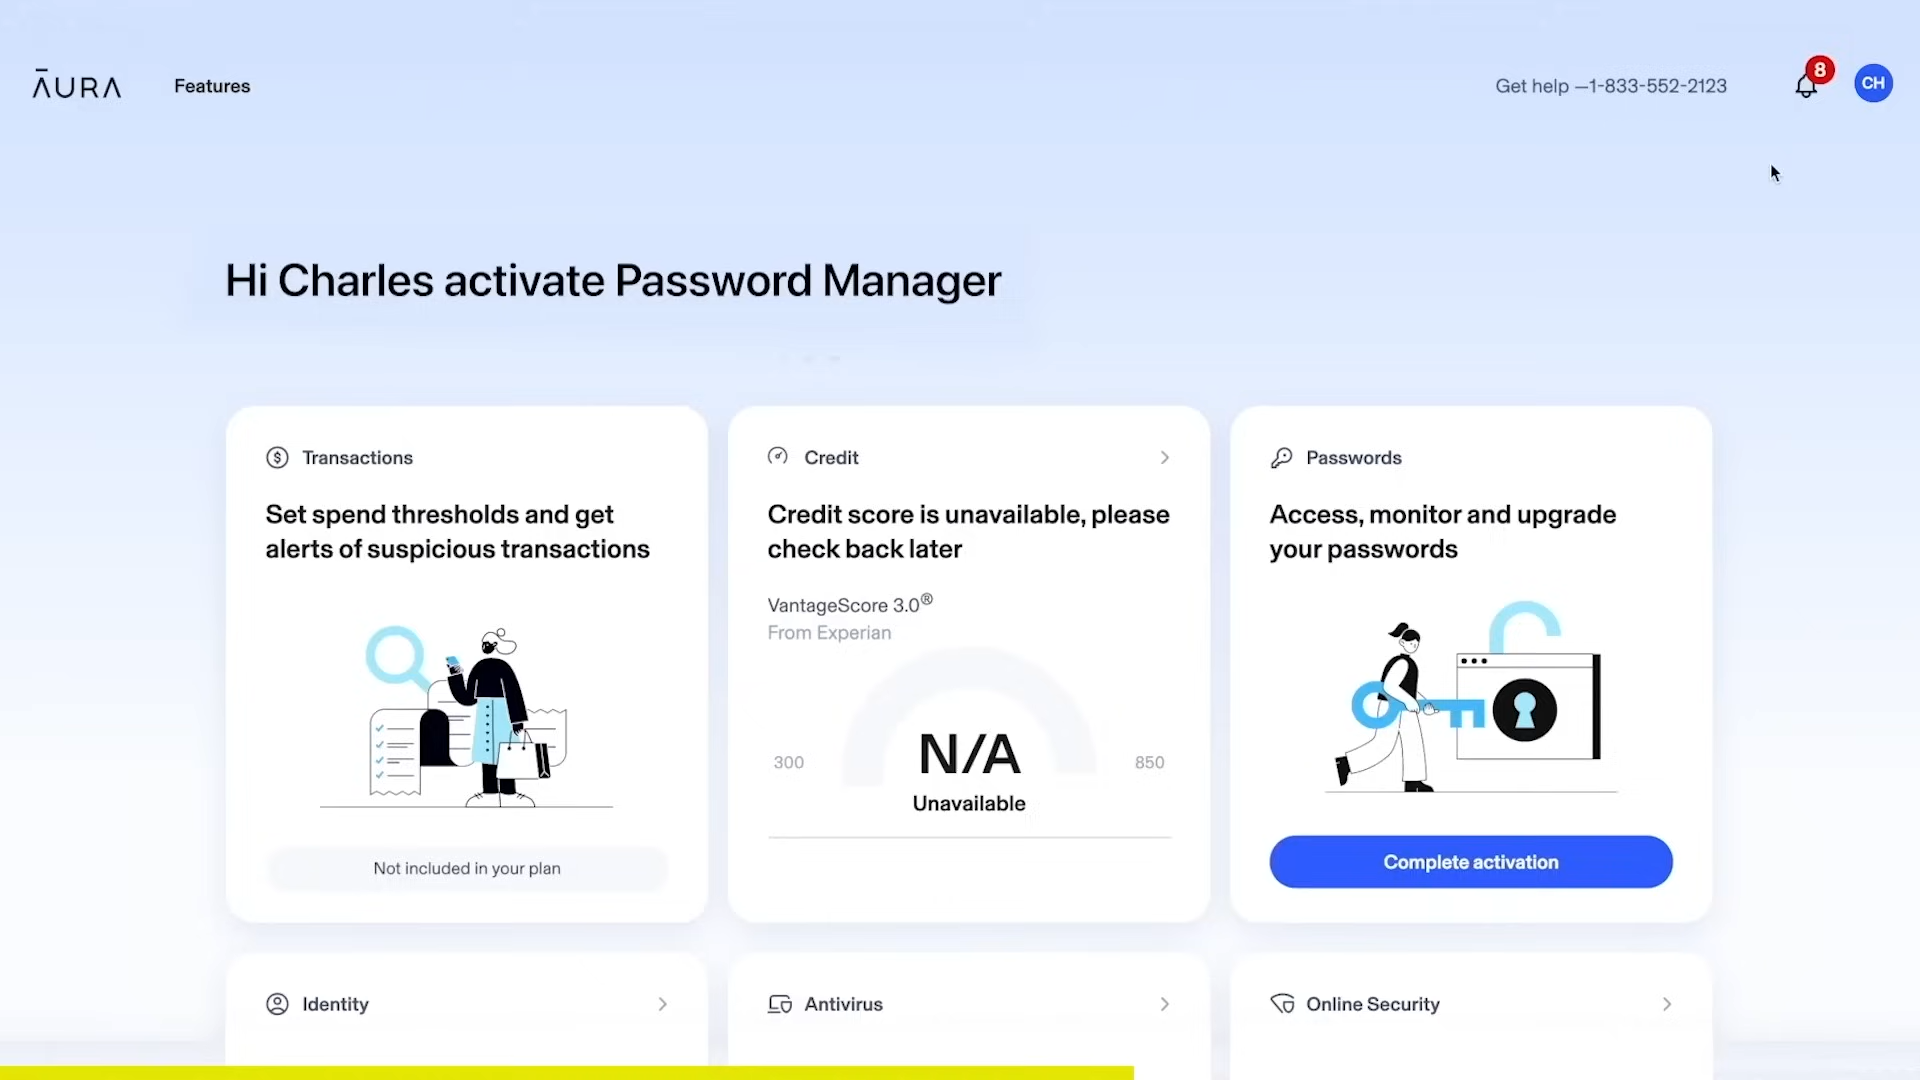 ĀURA
Features
Get help —1-833-552-2123
8
CH
Hi Charles activate Password Manager
Transactions
Set spend thresholds and get
alerts of suspicious transactions
Not included in your plan
Credit
Credit score is unavailable, please
check back later
VantageScore 3.0®
From Experian
300
N/A
850
Unavailable
Passwords
Access, monitor and upgrade
your passwords
Complete activation
Identity
Antivirus
Online Security